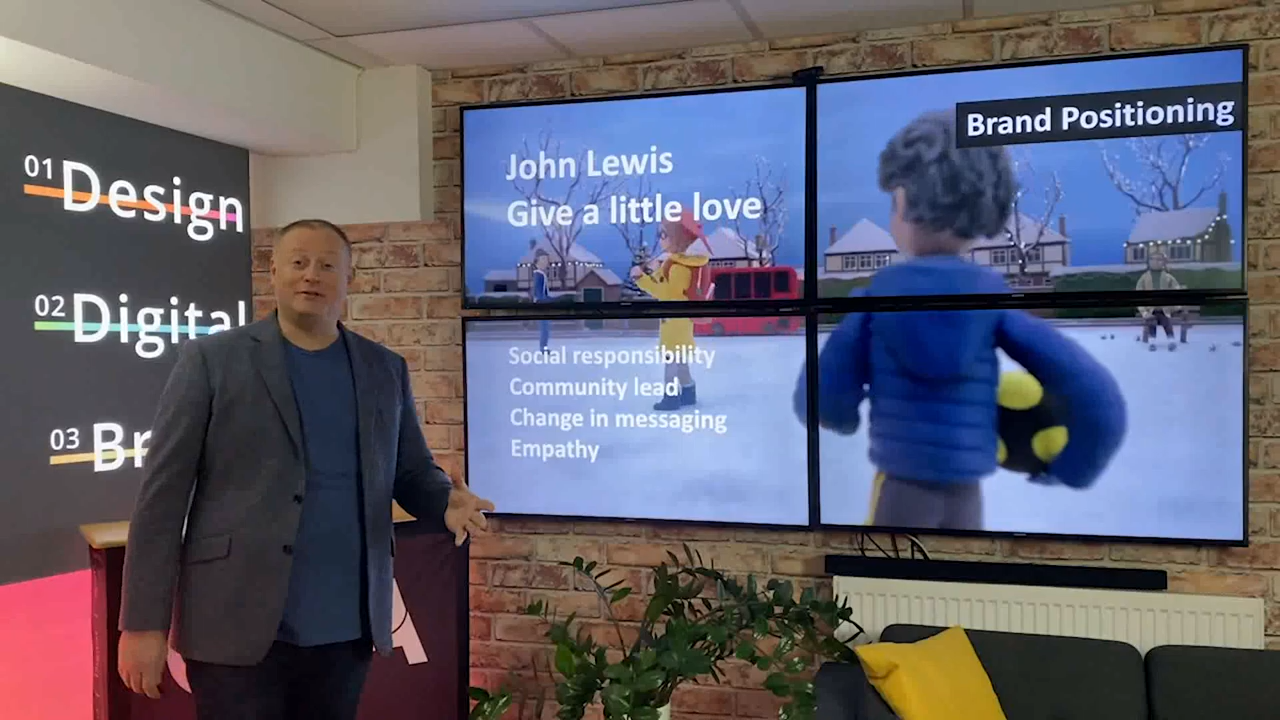 01 Design
02 Digital
03 Br
John Lewis
Give a little love
Brand Positioning
Social responsibility
Community lead
Change in messaging
Empathy